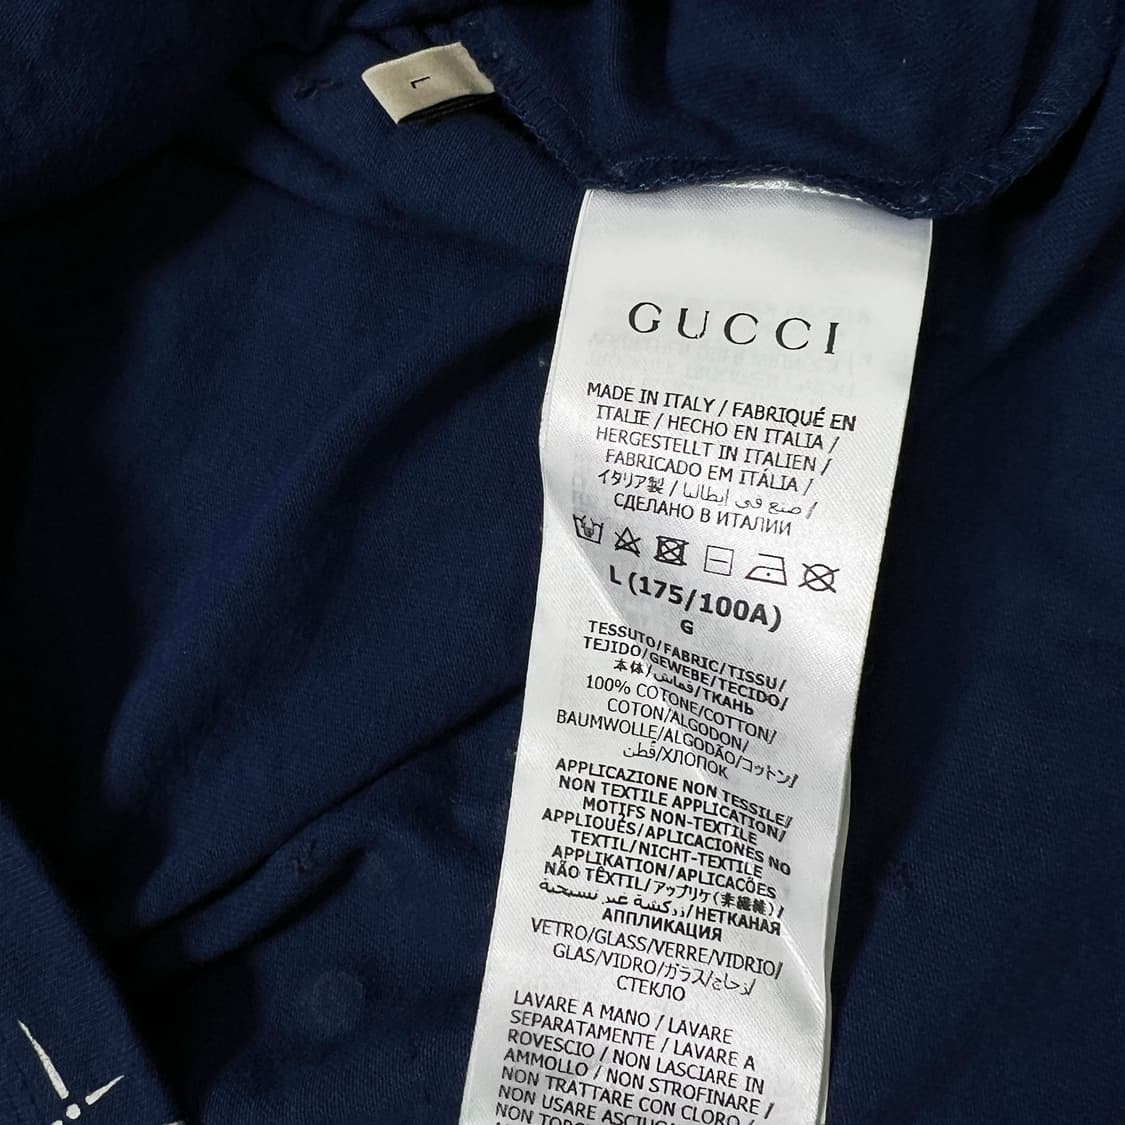 L
GUCCI
MADE IN ITALY / FABRIQUÉ EN
ITALIE / HECHO EN ITALIA /
HERGESTELLT IN ITALIEN /
FABRICADO EM ITÁLIA /
イタリア製 / صنع في إيطاليا /
СДЕЛАНО В ИТАЛИИ
L (175/100A)
G
TESSUTO/FABRIC/TISSU/
TEJIDO/GEWEBE/TECIDO/
本体/قماش/ТКАНЬ
100% COTONE/COTTON/
COTON/ALGODON/
BAUMWOLLE/ALGODÃO/コットン/
قطن/ХЛОПОК
APPLICAZIONE NON TESSILE/
NON TEXTILE APPLICATION/
MOTIFS NON-TEXTILE
APPLIQUÉS/APLICACIONES NO
TEXTIL/NICHT-TEXTILE
APPLIKATION/APLICACÕES
NÃO TÊXTIL/アップリケ(非繊維)/
زركشة غير نسيجية/НЕТКАНАЯ
АППЛИКАЦИЯ
VETRO/GLASS/VERRE/VIDRIO/
GLAS/VIDRO/ガラス/زجاج/
СТЕКЛО
LAVARE A MANO / LAVARE
SEPARATAMENTE / LAVARE A
ROVESCIO / NON LASCIARE IN
AMMOLLO / NON STROFINARE /
NON TRATTARE CON CLORO /
NON USARE
NON